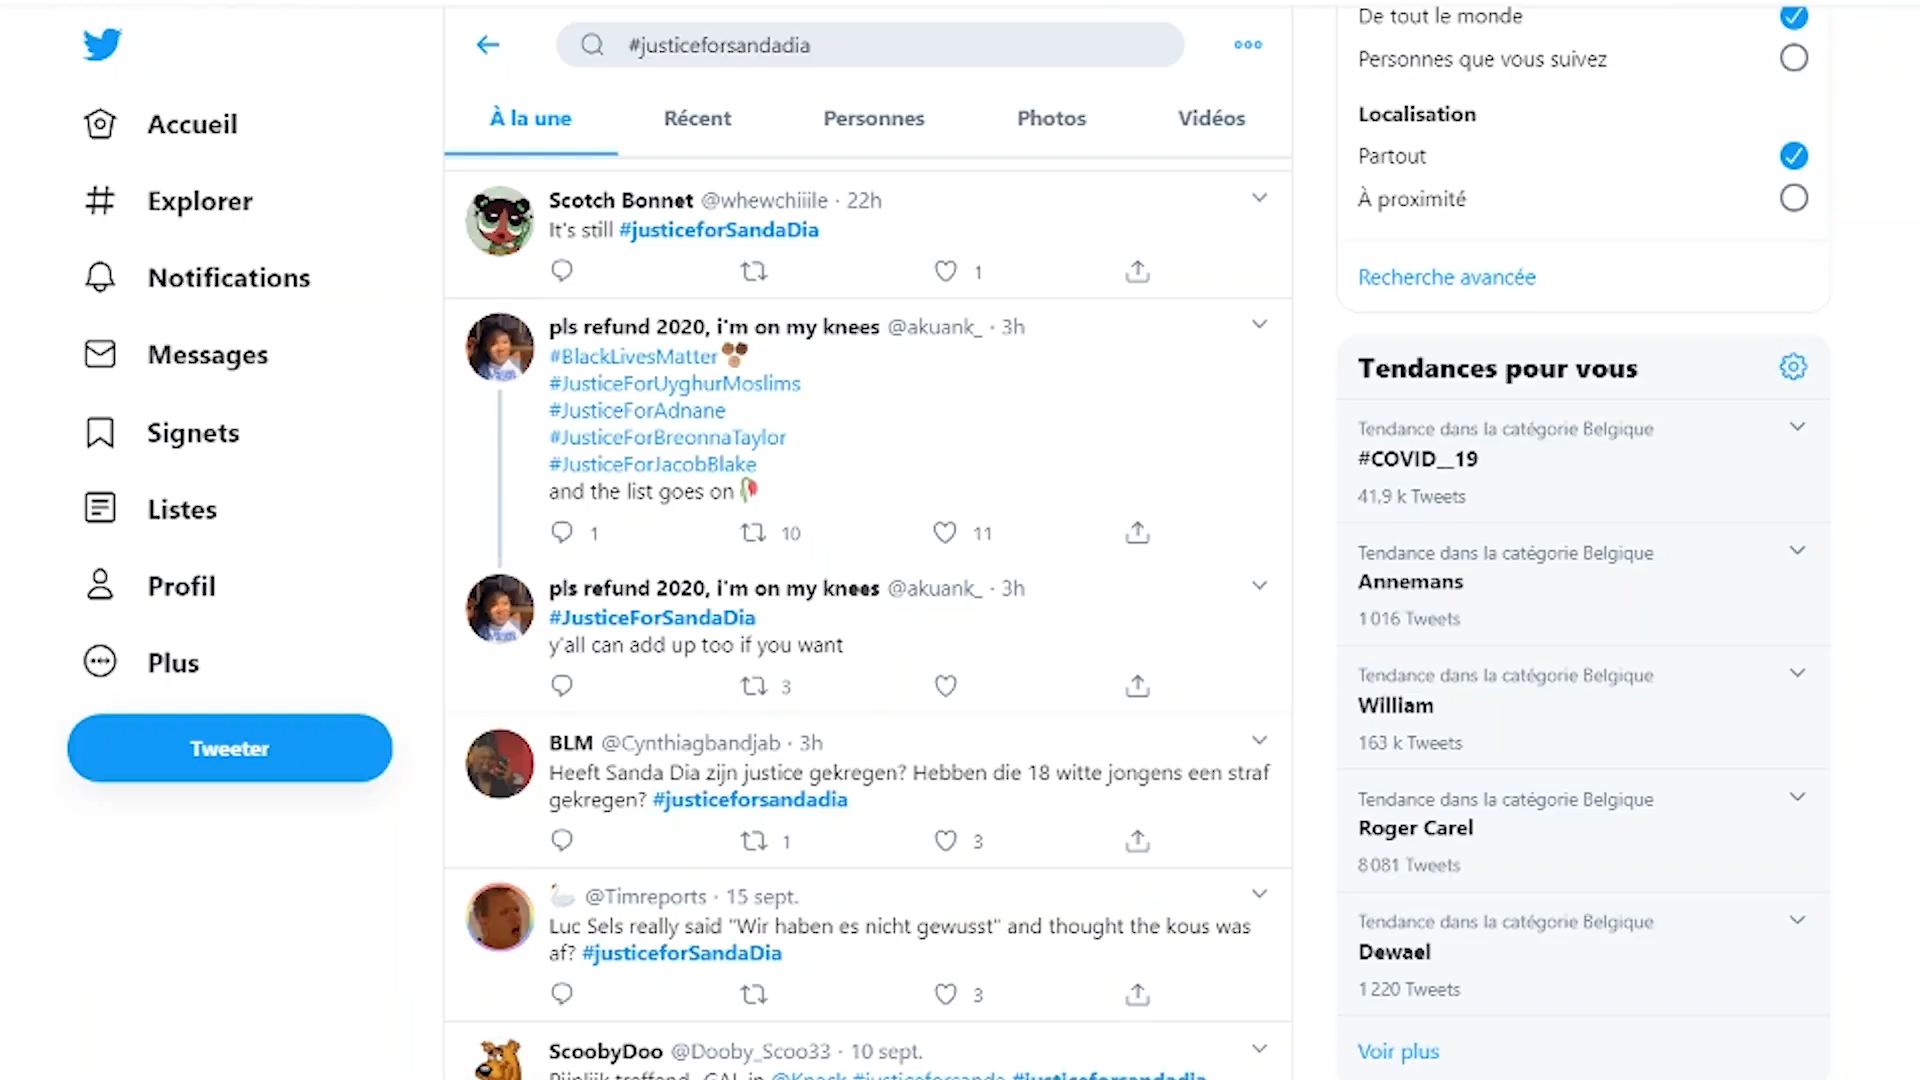 #justiceforsandadia
À la une
Récent
Personnes
Photos
Vidéos
Accueil
Explorer
Notifications
Messages
Signets
Listes
Profil
Plus
Tweeter
Scotch Bonnet @whewchiiile · 22h
It's still #justiceforSandaDia
1
pls refund 2020, i'm on my knees @akuank_ · 3h
#BlackLivesMatter
#JusticeForUyghurMoslims
#JusticeForAdnane
#JusticeForBreonnaTaylor
#JusticeForJacobBlake
and the list goes on
1 10 11
pls refund 2020, i'm on my knees @akuank_ · 3h
#JusticeForSandaDia
y'all can add up too if you want
3
BLM @Cynthiagbandjab · 3h
Heeft Sanda Dia zijn justice gekregen? Hebben die 18 witte jongens een straf
gekregen? #justiceforsandadia
1 3
@Timreports · 15 sept.
Luc Sels really said "Wir haben es nicht gewusst" and thought the kous was
af? #justiceforSandaDia
3
ScoobyDoo @Dooby_Scoo33 · 10 sept.
Pijnlijk treffend, GAL in @Knack #justiceforsanda #justiceforsandadia
De tout le monde
Personnes que vous suivez
Localisation
Partout
À proximité
Recherche avancée
Tendances pour vous
Tendance dans la catégorie Belgique
#COVID__19
41,9 k Tweets
Tendance dans la catégorie Belgique
Annemans
1 016 Tweets
Tendance dans la catégorie Belgique
William
163 k Tweets
Tendance dans la catégorie Belgique
Roger Carel
8 081 Tweets
Tendance dans la catégorie Belgique
Dewael
1 220 Tweets
Voir plus